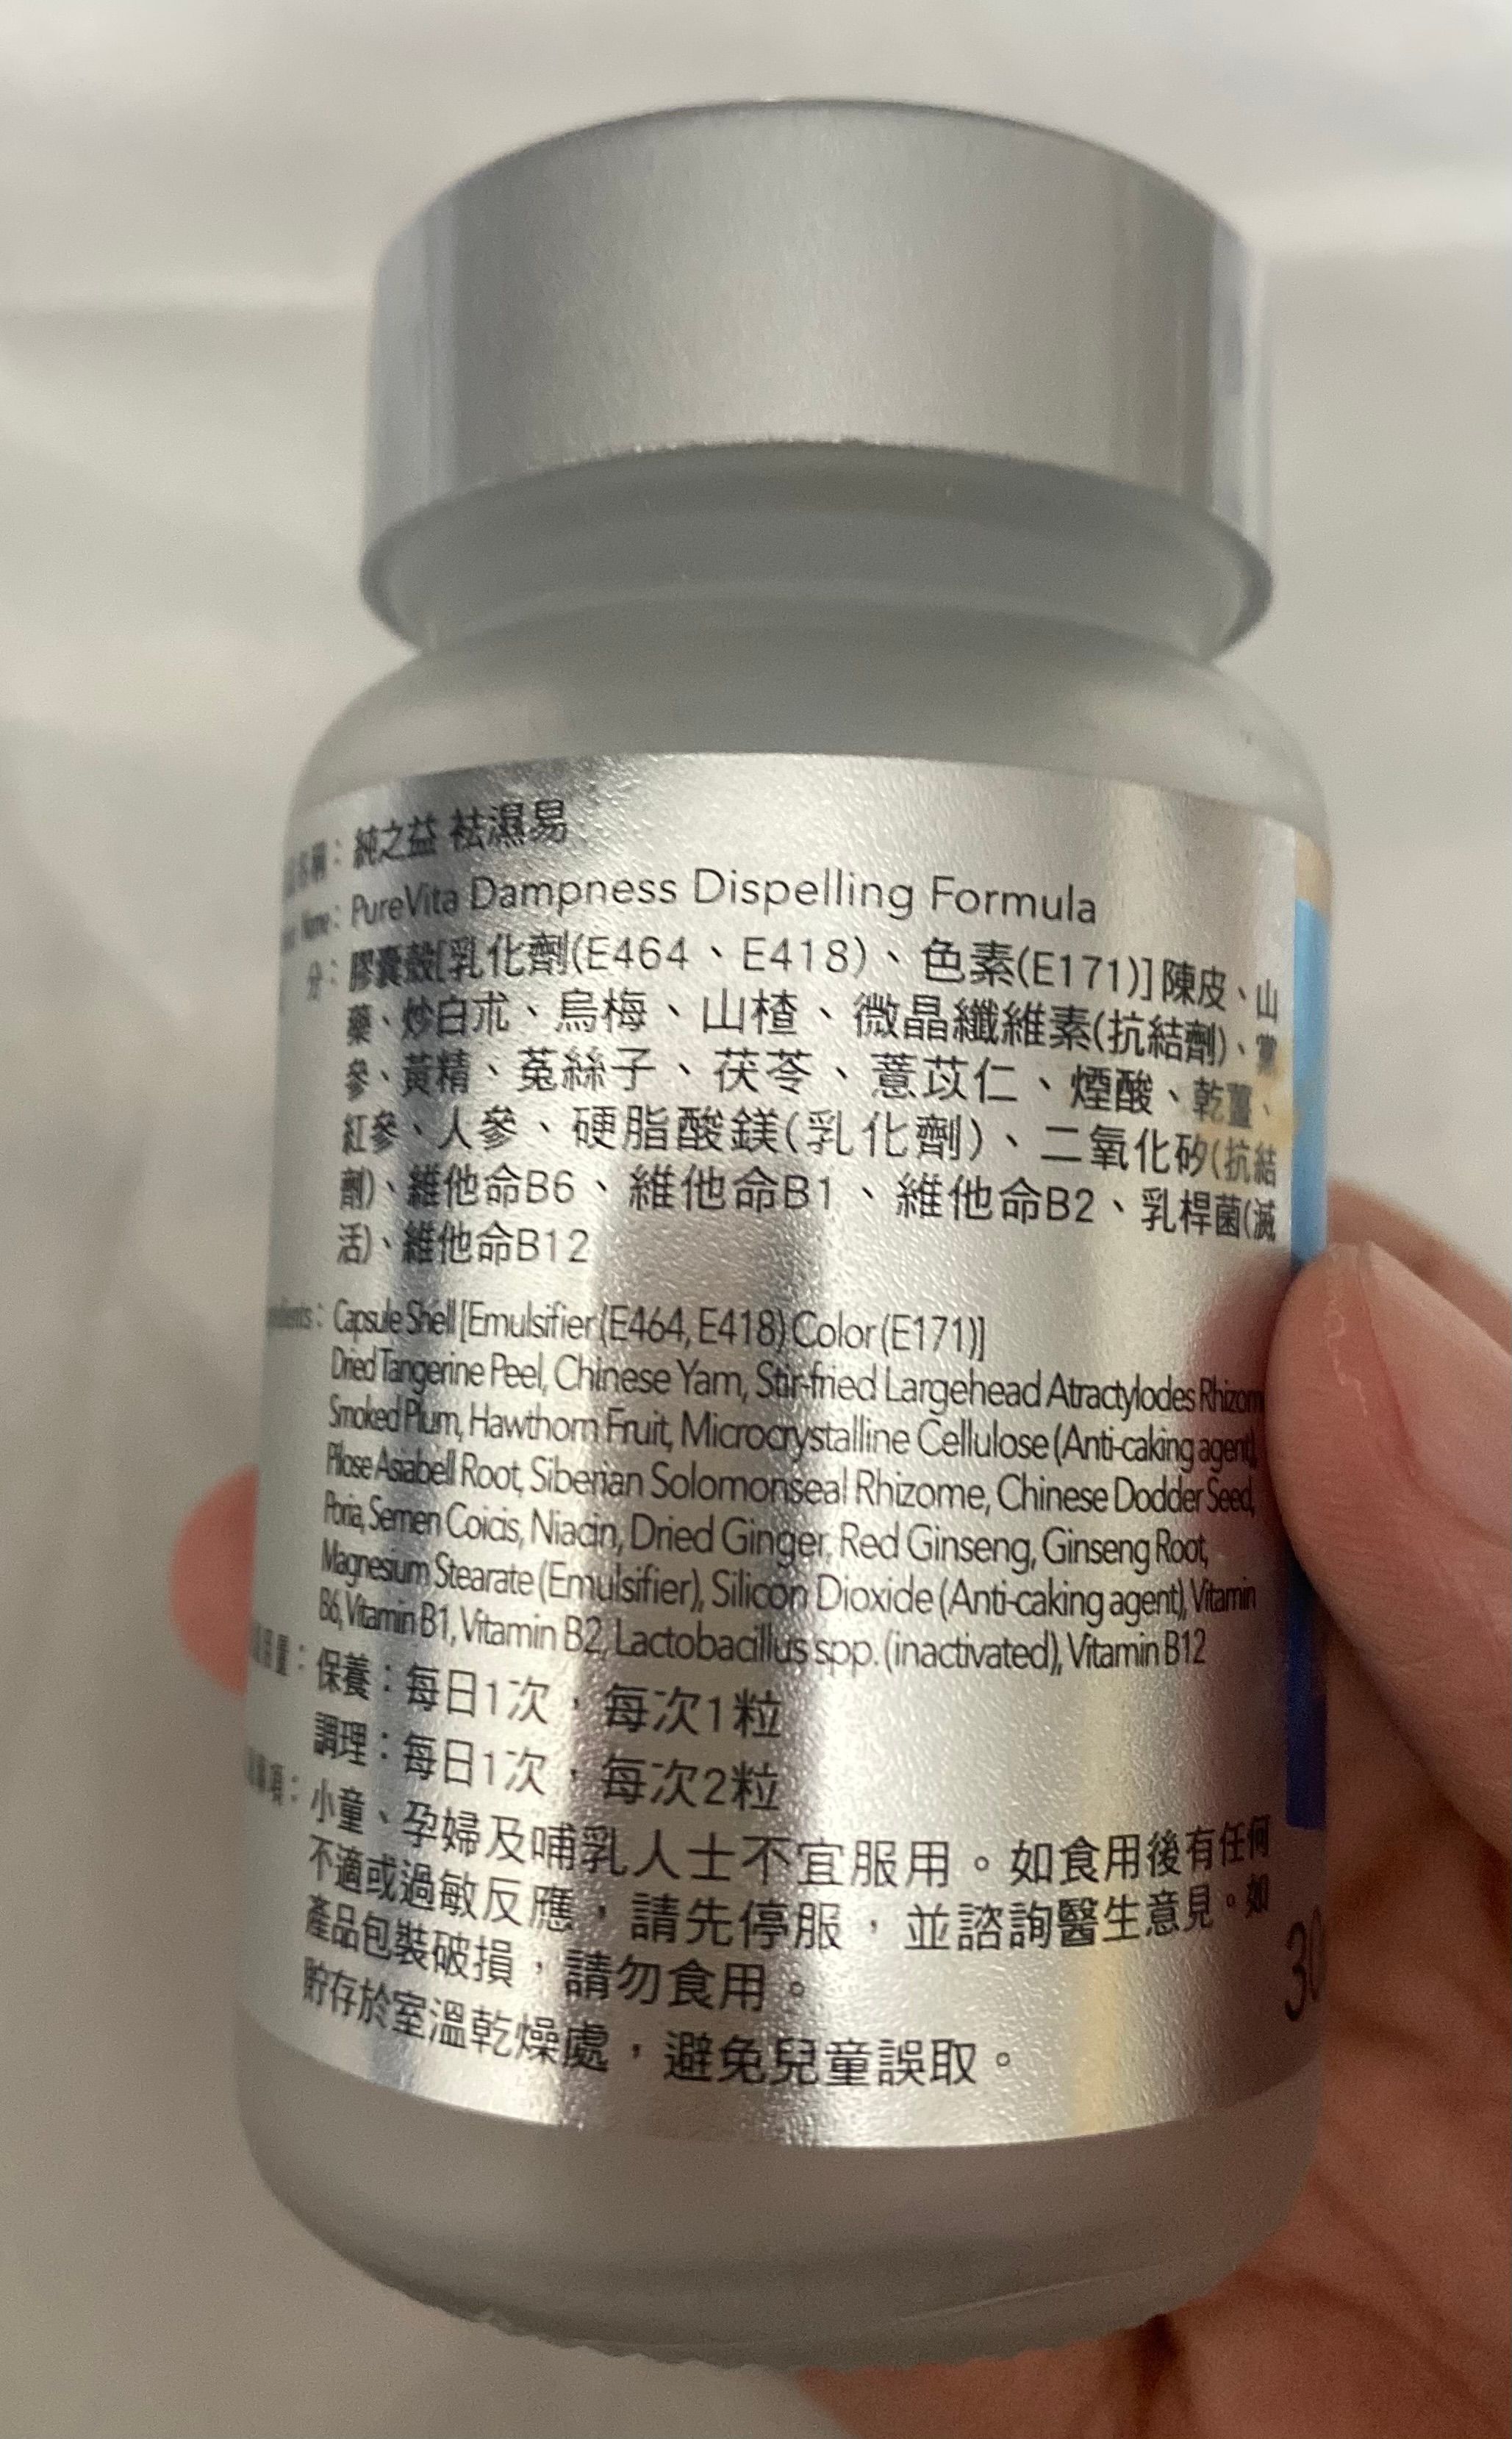 名稱：純之益 祛濕易
Name: PureVita Dampness Dispelling Formula
分：膠囊殼[乳化劑(E464、E418)、色素(E171)]陳皮、山
藥、炒白朮、烏梅、山楂、微晶纖維素(抗結劑)、黨
參、黃精、菟絲子、茯苓、薏苡仁、煙酸、乾薑、
紅參、人參、硬脂酸鎂(乳化劑)、二氧化矽(抗結
劑)、維他命B6、維他命B1、維他命B2、乳桿菌(滅
活)、維他命B12
Capsule Shell [Emulsifier (E464, E418) Color (E171)]
Dried Tangerine Peel, Chinese Yam, Stir-fried Largehead Atractylodes Rhizom
Smoked Plum, Hawthorn Fruit, Microcrystalline Cellulose (Anti-caking agent),
Pilose Asiabell Root, Siberian Solomonseal Rhizome, Chinese Dodder Seed,
Poria, Semen Coicis, Niacin, Dried Ginger, Red Ginseng, Ginseng Root,
Magnesium Stearate (Emulsifier), Silicon Dioxide (Anti-caking agent), Vitamin
B6, Vitamin B1, Vitamin B2, Lactobacillus spp. (inactivated), Vitamin B12
保養：每日1次，每次1粒
調理：每日1次，每次2粒
小童、孕婦及哺乳人士不宜服用。如食用後有任何
不適或過敏反應，請先停服，並諮詢醫生意見。如
產品包裝破損，請勿食用。
貯存於室溫乾燥處，避免兒童誤取。
30